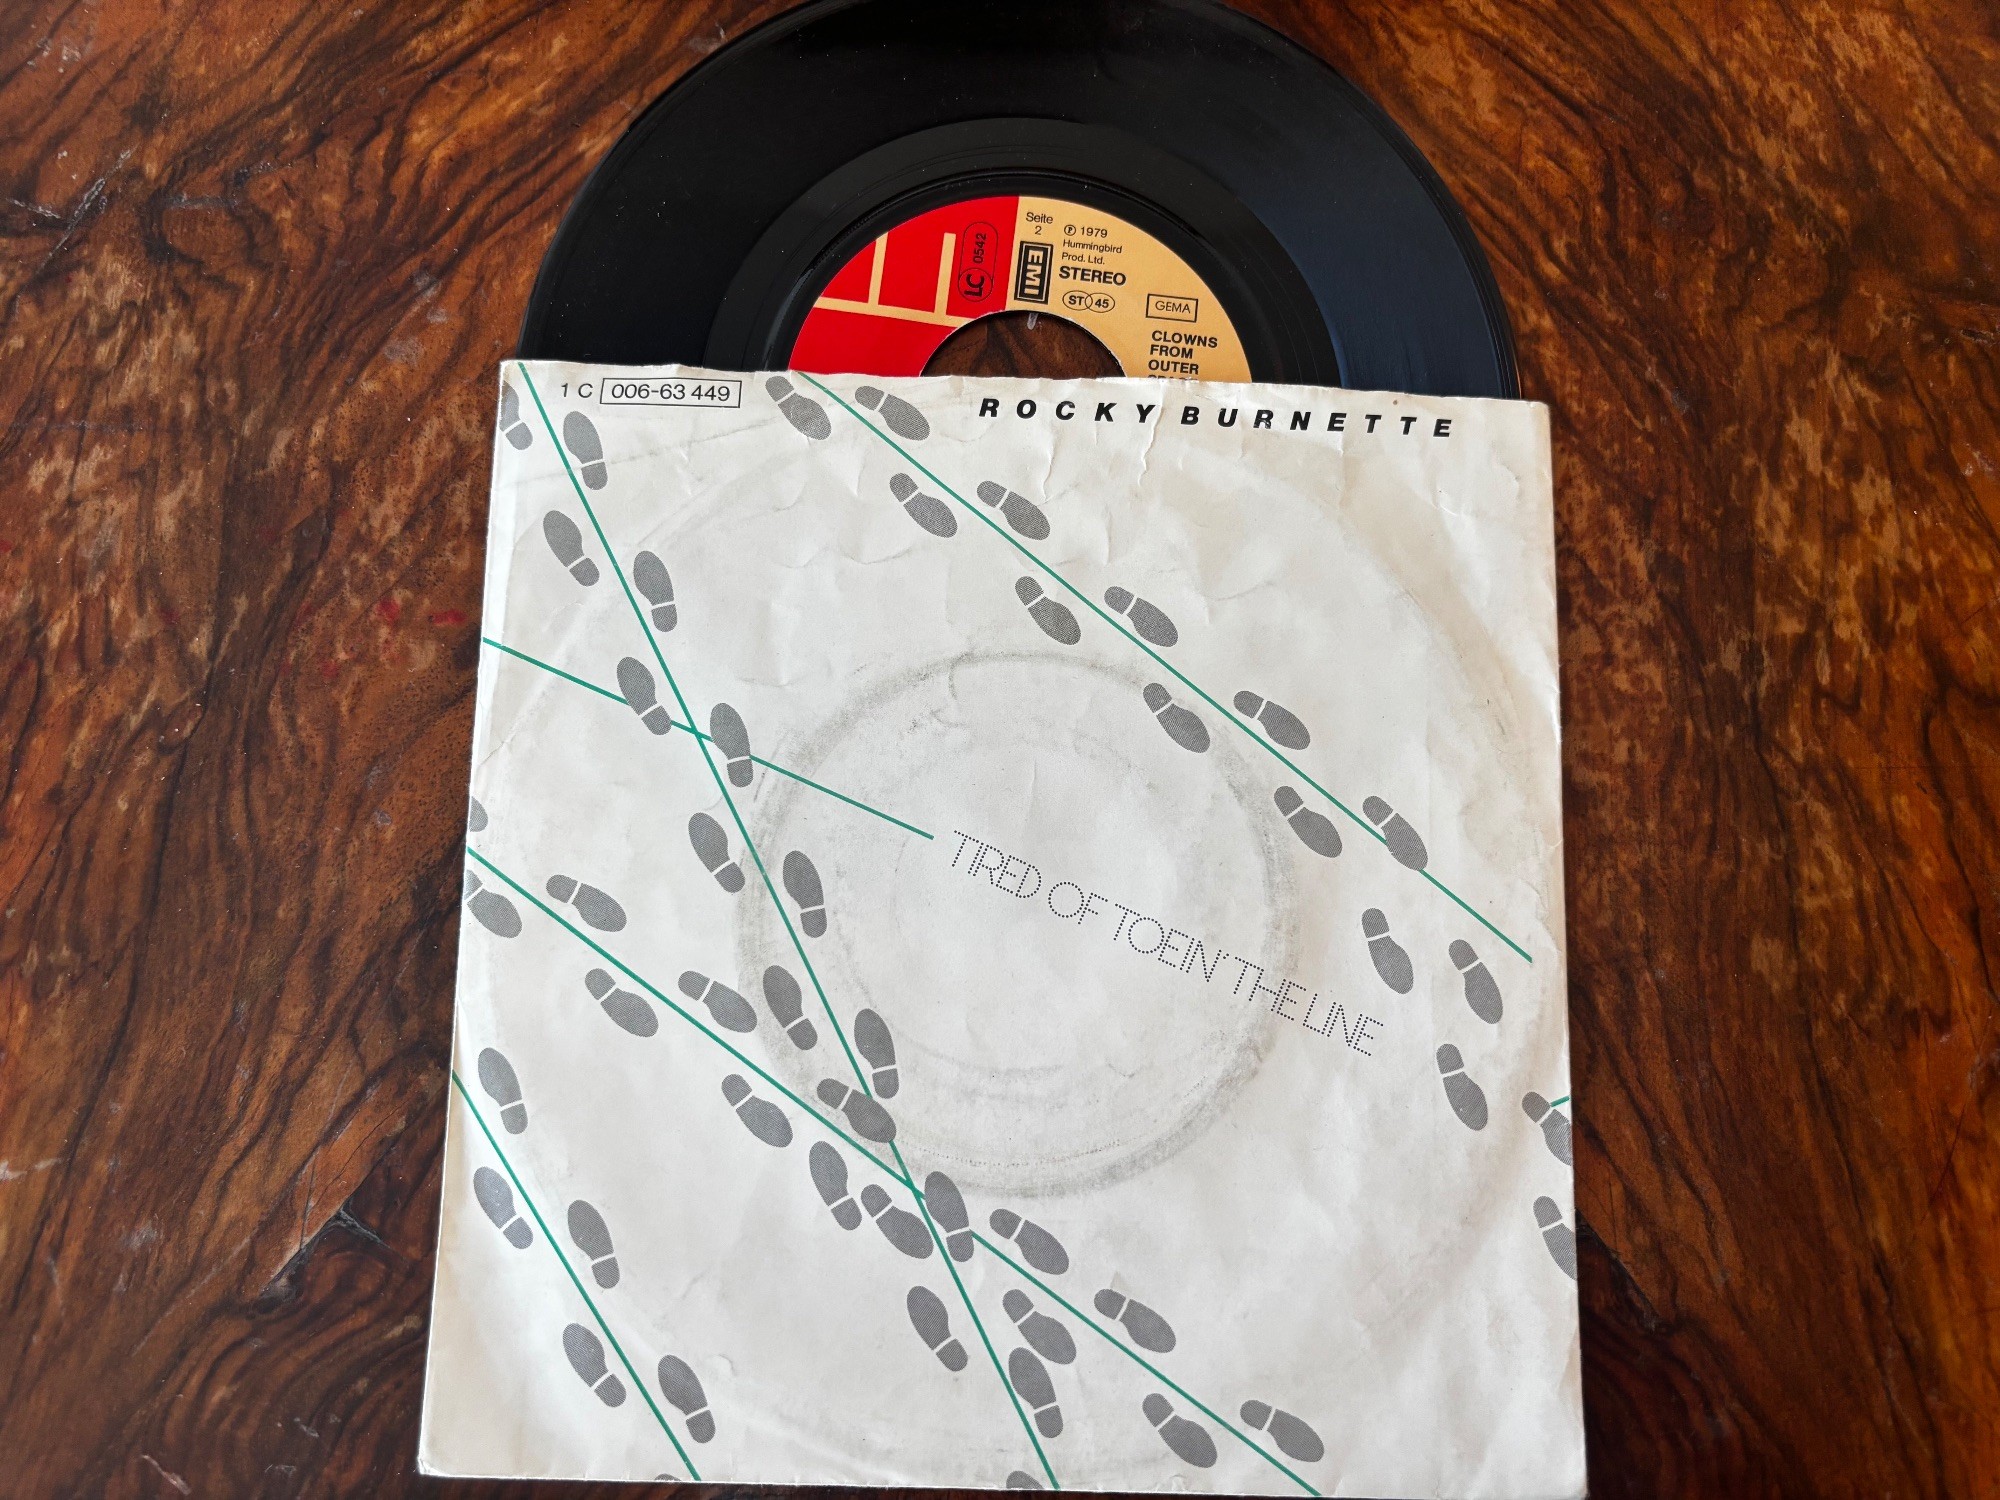 LC 0542
Seite
2
EMI
℗ 1979
Hummingbird
Prod. Ltd.
STEREO
ST 45
GEMA
CLOWNS
FROM
OUTER
1 C 006-63 449
ROCKY BURNETTE
TIRED OF TOEIN' THE LINE